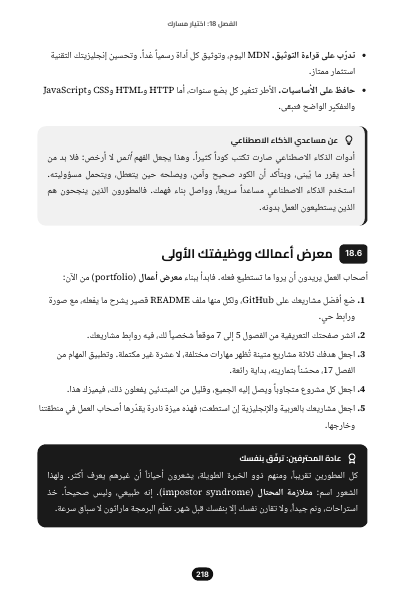 الفصل 18: اختيار مسارك
• تدرّب على قراءة التوثيق. MDN اليوم، وتوثيق كل أداة رسمياً غداً. وتحسين إنجليزيتك التقنية
استثمار ممتاز.
• حافظ على الأساسيات. الأطر تتغير كل بضع سنوات، أما HTTP وHTML وCSS وJavaScript
والتفكير الواضح فتبقى.
عن مساعدي الذكاء الاصطناعي
أدوات الذكاء الاصطناعي صارت تكتب كوداً كثيراً. وهذا يجعل الفهم أثمن لا أرخص: فلا بد من
أحد يقرر ما يُبنى، ويتأكد أن الكود صحيح وآمن، ويصلحه حين يتعطل، ويتحمل مسؤوليته.
استخدم الذكاء الاصطناعي مساعداً سريعاً، وواصل بناء فهمك. فالمطورون الذين ينجحون هم
الذين يستطيعون العمل بدونه.
18.6 معرض أعمالك ووظيفتك الأولى
أصحاب العمل يريدون أن يروا ما تستطيع فعله. فابدأ ببناء معرض أعمال (portfolio) من الآن:
1. ضع أفضل مشاريعك على GitHub، ولكل منها ملف README قصير يشرح ما يفعله، مع صورة
ورابط حي.
2. انشر صفحتك التعريفية من الفصول 5 إلى 7 موقعاً شخصياً لك، فيه روابط مشاريعك.
3. اجعل هدفك ثلاثة مشاريع متينة تُظهر مهارات مختلفة، لا عشرة غير مكتملة. وتطبيق المهام من
الفصل 17، محسّناً بتمارينه، بداية رائعة.
4. اجعل كل مشروع متجاوباً ويصل إليه الجميع، وقليل من المبتدئين يفعلون ذلك، فيميزك هذا.
5. اجعل مشاريعك بالعربية والإنجليزية إن استطعت؛ فهذه ميزة نادرة يقدّرها أصحاب العمل في منطقتنا
وخارجها.
عادة المحترفين: ترفّق بنفسك
كل المطورين تقريباً، ومنهم ذوو الخبرة الطويلة، يشعرون أحياناً أن غيرهم يعرف أكثر. ولهذا
الشعور اسم: متلازمة المحتال (impostor syndrome). إنه طبيعي، وليس صحيحاً. خذ
استراحات، ونم جيداً، ولا تقارن نفسك إلا بنفسك قبل شهر. تعلّم البرمجة ماراثون لا سباق سرعة.
218